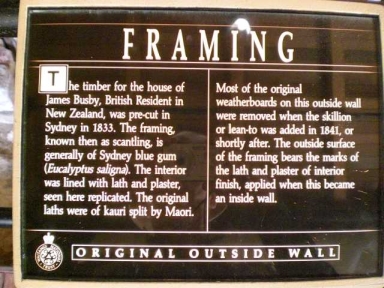 FRAMING
The timber for the house of
James Busby, British Resident in
New Zealand, was pre-cut in
Sydney in 1833. The framing,
known then as scantling, is
generally of Sydney blue gum
(Eucalyptus saligna). The interior
was lined with lath and plaster,
seen here replicated. The original
laths were of kauri split by Maori.
Most of the original
weatherboards on this outside wall
were removed when the skillion
or lean-to was added in 1841, or
shortly after. The outside surface
of the framing bears the marks of
the lath and plaster of interior
finish, applied when this became
an inside wall.
ORIGINAL OUTSIDE WALL